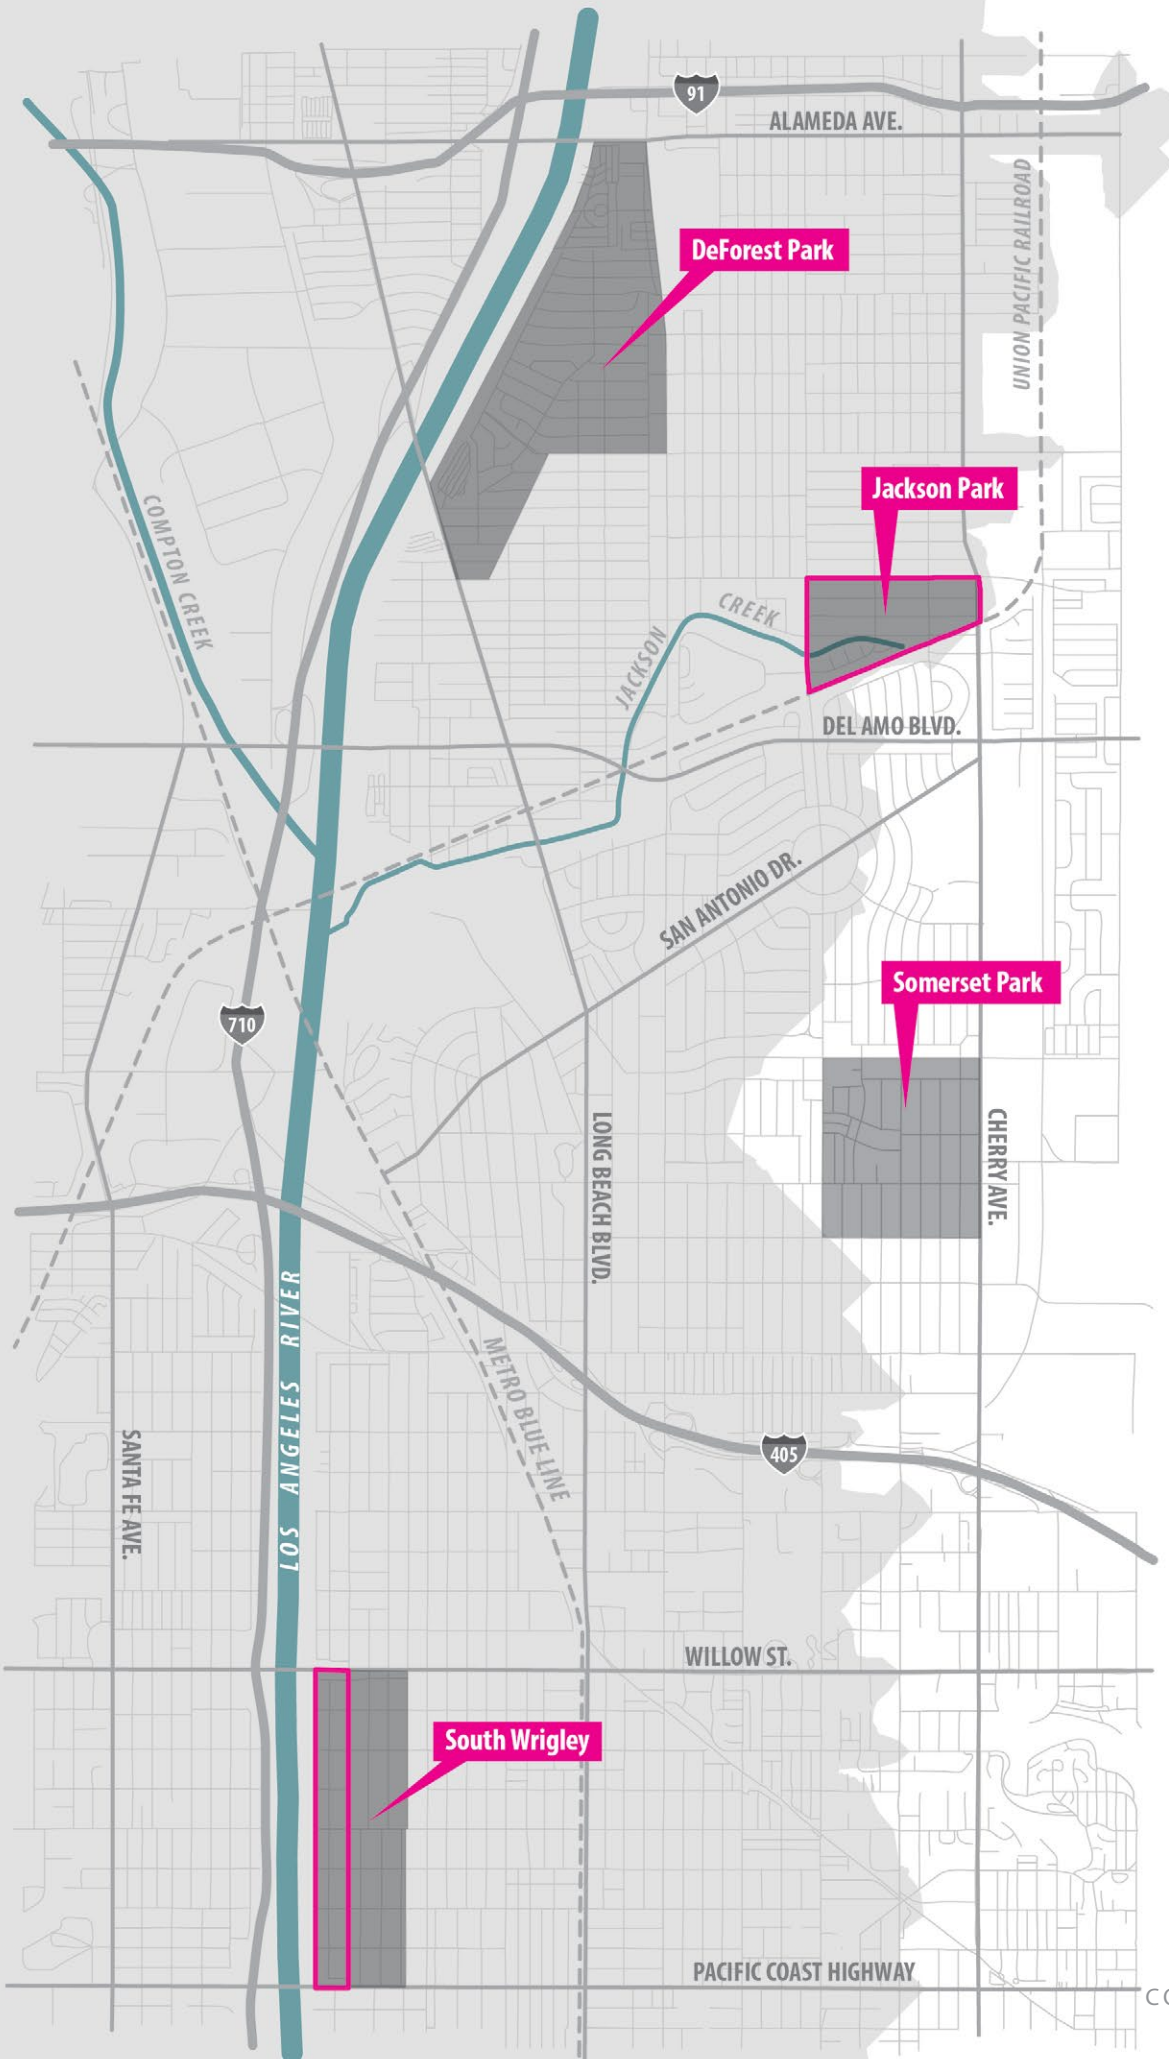 91
ALAMEDA AVE.
UNION PACIFIC RAILROAD
DeForest Park
Jackson Park
COMPTON CREEK
JACKSON CREEK
DEL AMO BLVD.
SAN ANTONIO DR.
Somerset Park
710
LONG BEACH BLVD.
CHERRY AVE.
LOS ANGELES RIVER
METRO BLUE LINE
SANTA FE AVE.
405
WILLOW ST.
South Wrigley
PACIFIC COAST HIGHWAY
CO